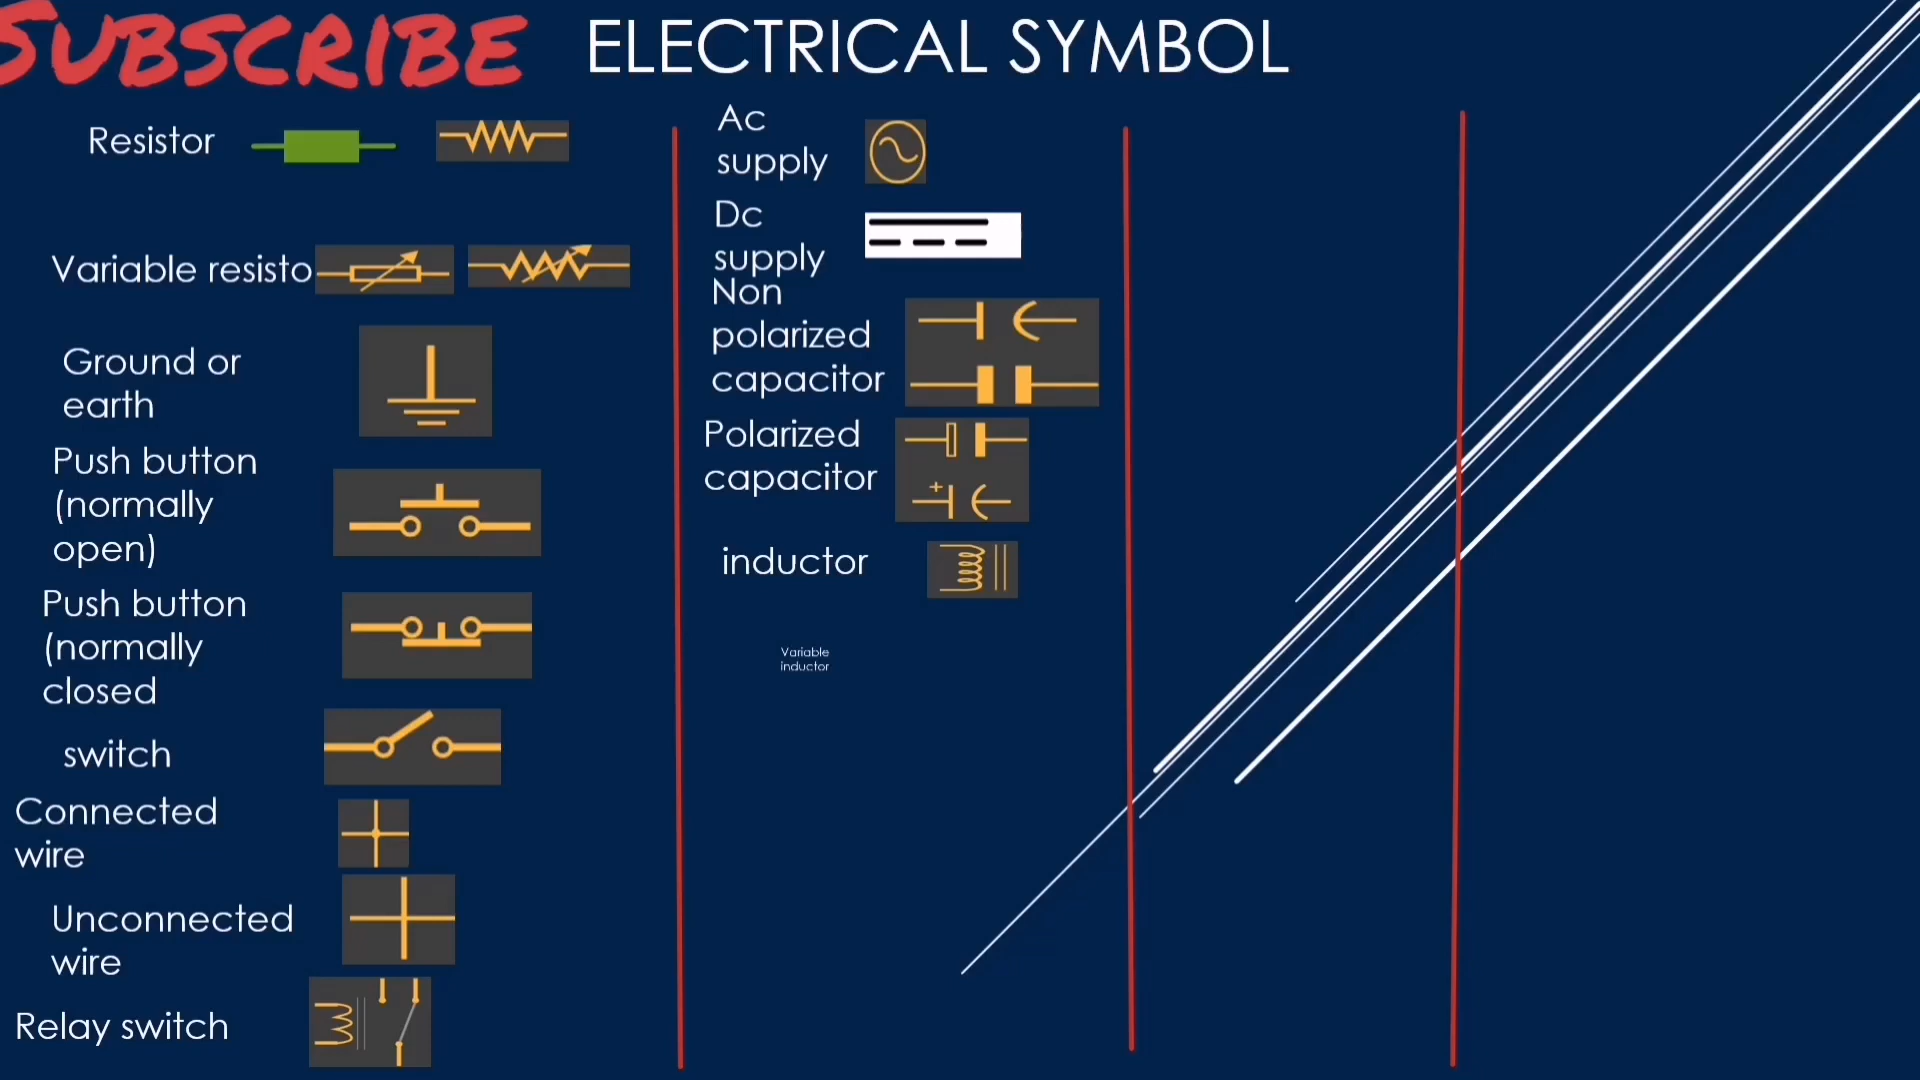 SUBSCRIBE
ELECTRICAL SYMBOL
Resistor
Variable resisto
Ground or
earth
Push button
(normally
open)
Push button
(normally
closed
switch
Connected
wire
Unconnected
wire
Relay switch
Ac
supply
Dc
supply
Non
polarized
capacitor
Polarized
capacitor
+
inductor
Variable
inductor